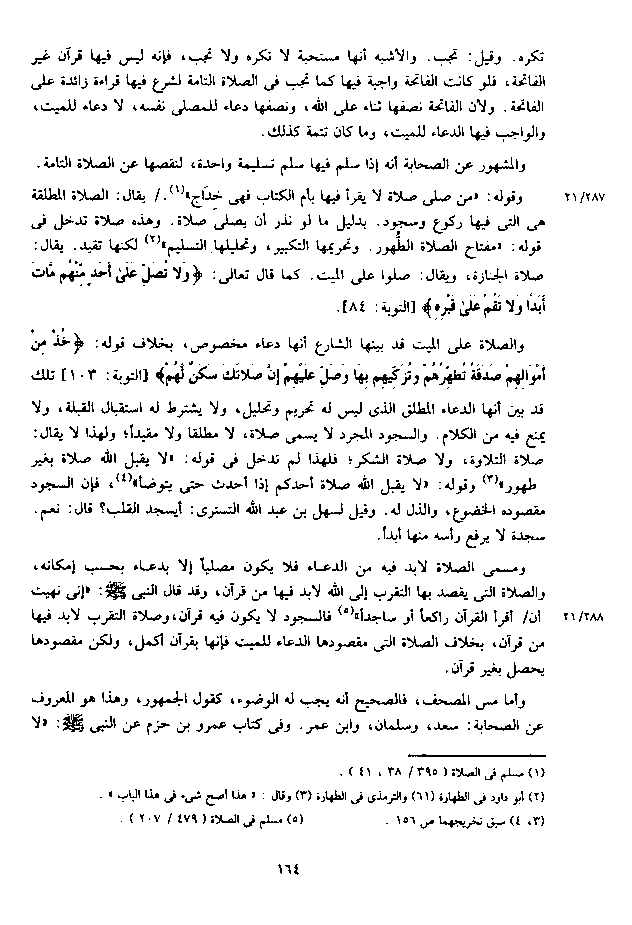 تكره. وقيل: تجب. والأشبه أنها مستحبة لا تكره ولا تجب، فإنه ليس فيها قرآن غير
الفاتحة، فلو كانت الفاتحة واجبة فيها كما تجب فى الصلاة التامة لشرع فيها قراءة زائدة على
الفاتحة. ولأن الفاتحة نصفها ثناء على الله، ونصفها دعاء للمصلى نفسه، لا دعاء للميت،
والواجب فيها الدعاء للميت، وما كان تتمة كذلك.
والمشهور عن الصحابة أنه إذا سلم فيها سلم تسليمة واحدة، لنقصها عن الصلاة التامة.
٢١/٢٨٧ وقوله: «من صلى صلاة لا يقرأ فيها بأم الكتاب فهى خِدَاج»(١)./ يقال: الصلاة المطلقة
هى التى فيها ركوع وسجود. بدليل ما لو نذر أن يصلى صلاة. وهذه صلاة تدخل فى
قوله: «مفتاح الصلاة الطُّهور. وتحريمها التكبير، وتحليلها التسليم»(٢) لكنها تقيد. يقال:
صلاة الجنازة، ويقال: صلوا على الميت. كما قال تعالى: ﴿وَلَا تُصَلِّ عَلَىٰ أَحَدٍ مِّنْهُم مَّاتَ
أَبَدًا وَلَا تَقُمْ عَلَىٰ قَبْرِهِ﴾ [التوبة: ٨٤].
والصلاة على الميت قد بينها الشارع أنها دعاء مخصوص، بخلاف قوله: ﴿خُذْ مِنْ
أَمْوَالِهِمْ صَدَقَةً تُطَهِّرُهُمْ وَتُزَكِّيهِم بِهَا وَصَلِّ عَلَيْهِمْ إِنَّ صَلَاتَكَ سَكَنٌ لَّهُمْ﴾ [التوبة: ١٠٣] تلك
قد بين أنها الدعاء المطلق الذى ليس له تحريم وتحليل، ولا يشترط له استقبال القبلة، ولا
يمنع فيه من الكلام. والسجود المجرد لا يسمى صلاة، لا مطلقا ولا مقيداً؛ ولهذا لا يقال:
صلاة التلاوة، ولا صلاة الشكر؛ فلهذا لم تدخل فى قوله: «لا يقبل الله صلاة بغير
طهور»(٣) وقوله: «لا يقبل الله صلاة أحدكم إذا أحدث حتى يتوضأ»(٤)، فإن السجود
مقصوده الخضوع، والذل له. وقيل لسهل بن عبد الله التسترى: أيسجد القلب؟ قال: نعم.
سجدة لا يرفع رأسه منها أبداً.
ومسمى الصلاة لابد فيه من الدعاء فلا يكون مصلياً إلا بدعاء بحسب إمكانه،
والصلاة التى يقصد بها التقرب إلى الله لابد فيها من قرآن، وقد قال النبى ﷺ: «إنى نهيت
٢١/٢٨٨ أن/ أقرأ القرآن راكعاً أو ساجداً»(٥) فالسجود لا يكون فيه قرآن، وصلاة التقرب لابد فيها
من قرآن، بخلاف الصلاة التى مقصودها الدعاء للميت فإنها بقرآن أكمل، ولكن مقصودها
يحصل بغير قرآن.
وأما مس المصحف، فالصحيح أنه يجب له الوضوء، كقول الجمهور، وهذا هو المعروف
عن الصحابة: سعد، وسلمان، وابن عمر. وفى كتاب عمرو بن حزم عن النبى ﷺ: «لا
(١) مسلم فى الصلاة ( ٣٩٥ / ٣٨ ، ٤١ ) .
(٢) أبو داود فى الطهارة (٦١) والترمذى فى الطهارة (٣) وقال : « هذا أصح شىء فى هذا الباب » .
(٣، ٤) سبق تخريجهما ص ١٥٦ . (٥) مسلم فى الصلاة ( ٤٧٩ / ٢٠٧ ) .
١٦٤